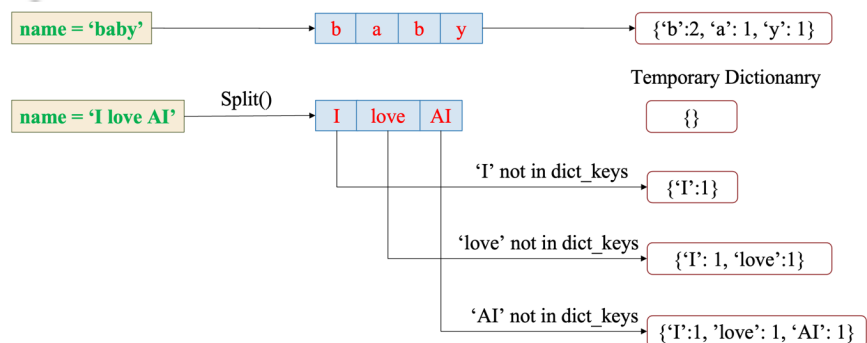 name = ‘baby’
b a b y
{‘b’:2, ‘a’: 1, ‘y’: 1}
Temporary Dictionanry
name = ‘I love AI’
Split()
I love AI
{}
‘I’ not in dict_keys
{‘I’:1}
‘love’ not in dict_keys
{‘I’: 1, ‘love’:1}
‘AI’ not in dict_keys
{‘I’:1, ’love’: 1, ‘AI’: 1}